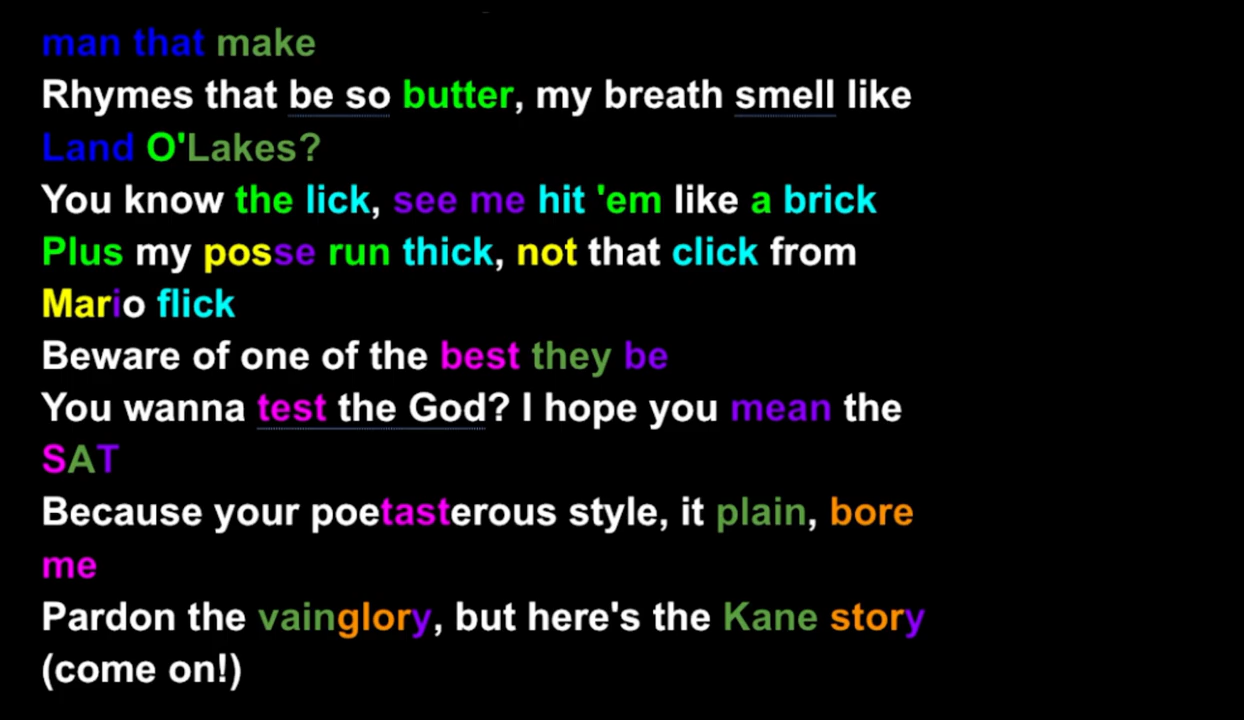 man that make
Rhymes that be so butter, my breath smell like
Land O'Lakes?
You know the lick, see me hit 'em like a brick
Plus my posse run thick, not that click from
Mario flick
Beware of one of the best they be
You wanna test the God? I hope you mean the
SAT
Because your poetasterous style, it plain, bore
me
Pardon the vainglory, but here's the Kane story
(come on!)